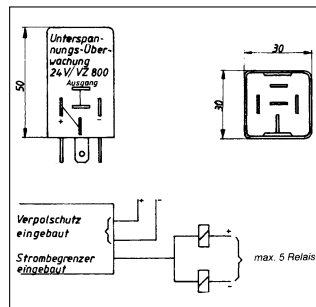 Unterspan-
nungs-Über-
wachung
24V/VZ 800
Ausgang
+ -
50
30
30
+ -
Verpolschutz
eingebaut
Strombegrenzer
eingebaut
+
max. 5 Relais
-